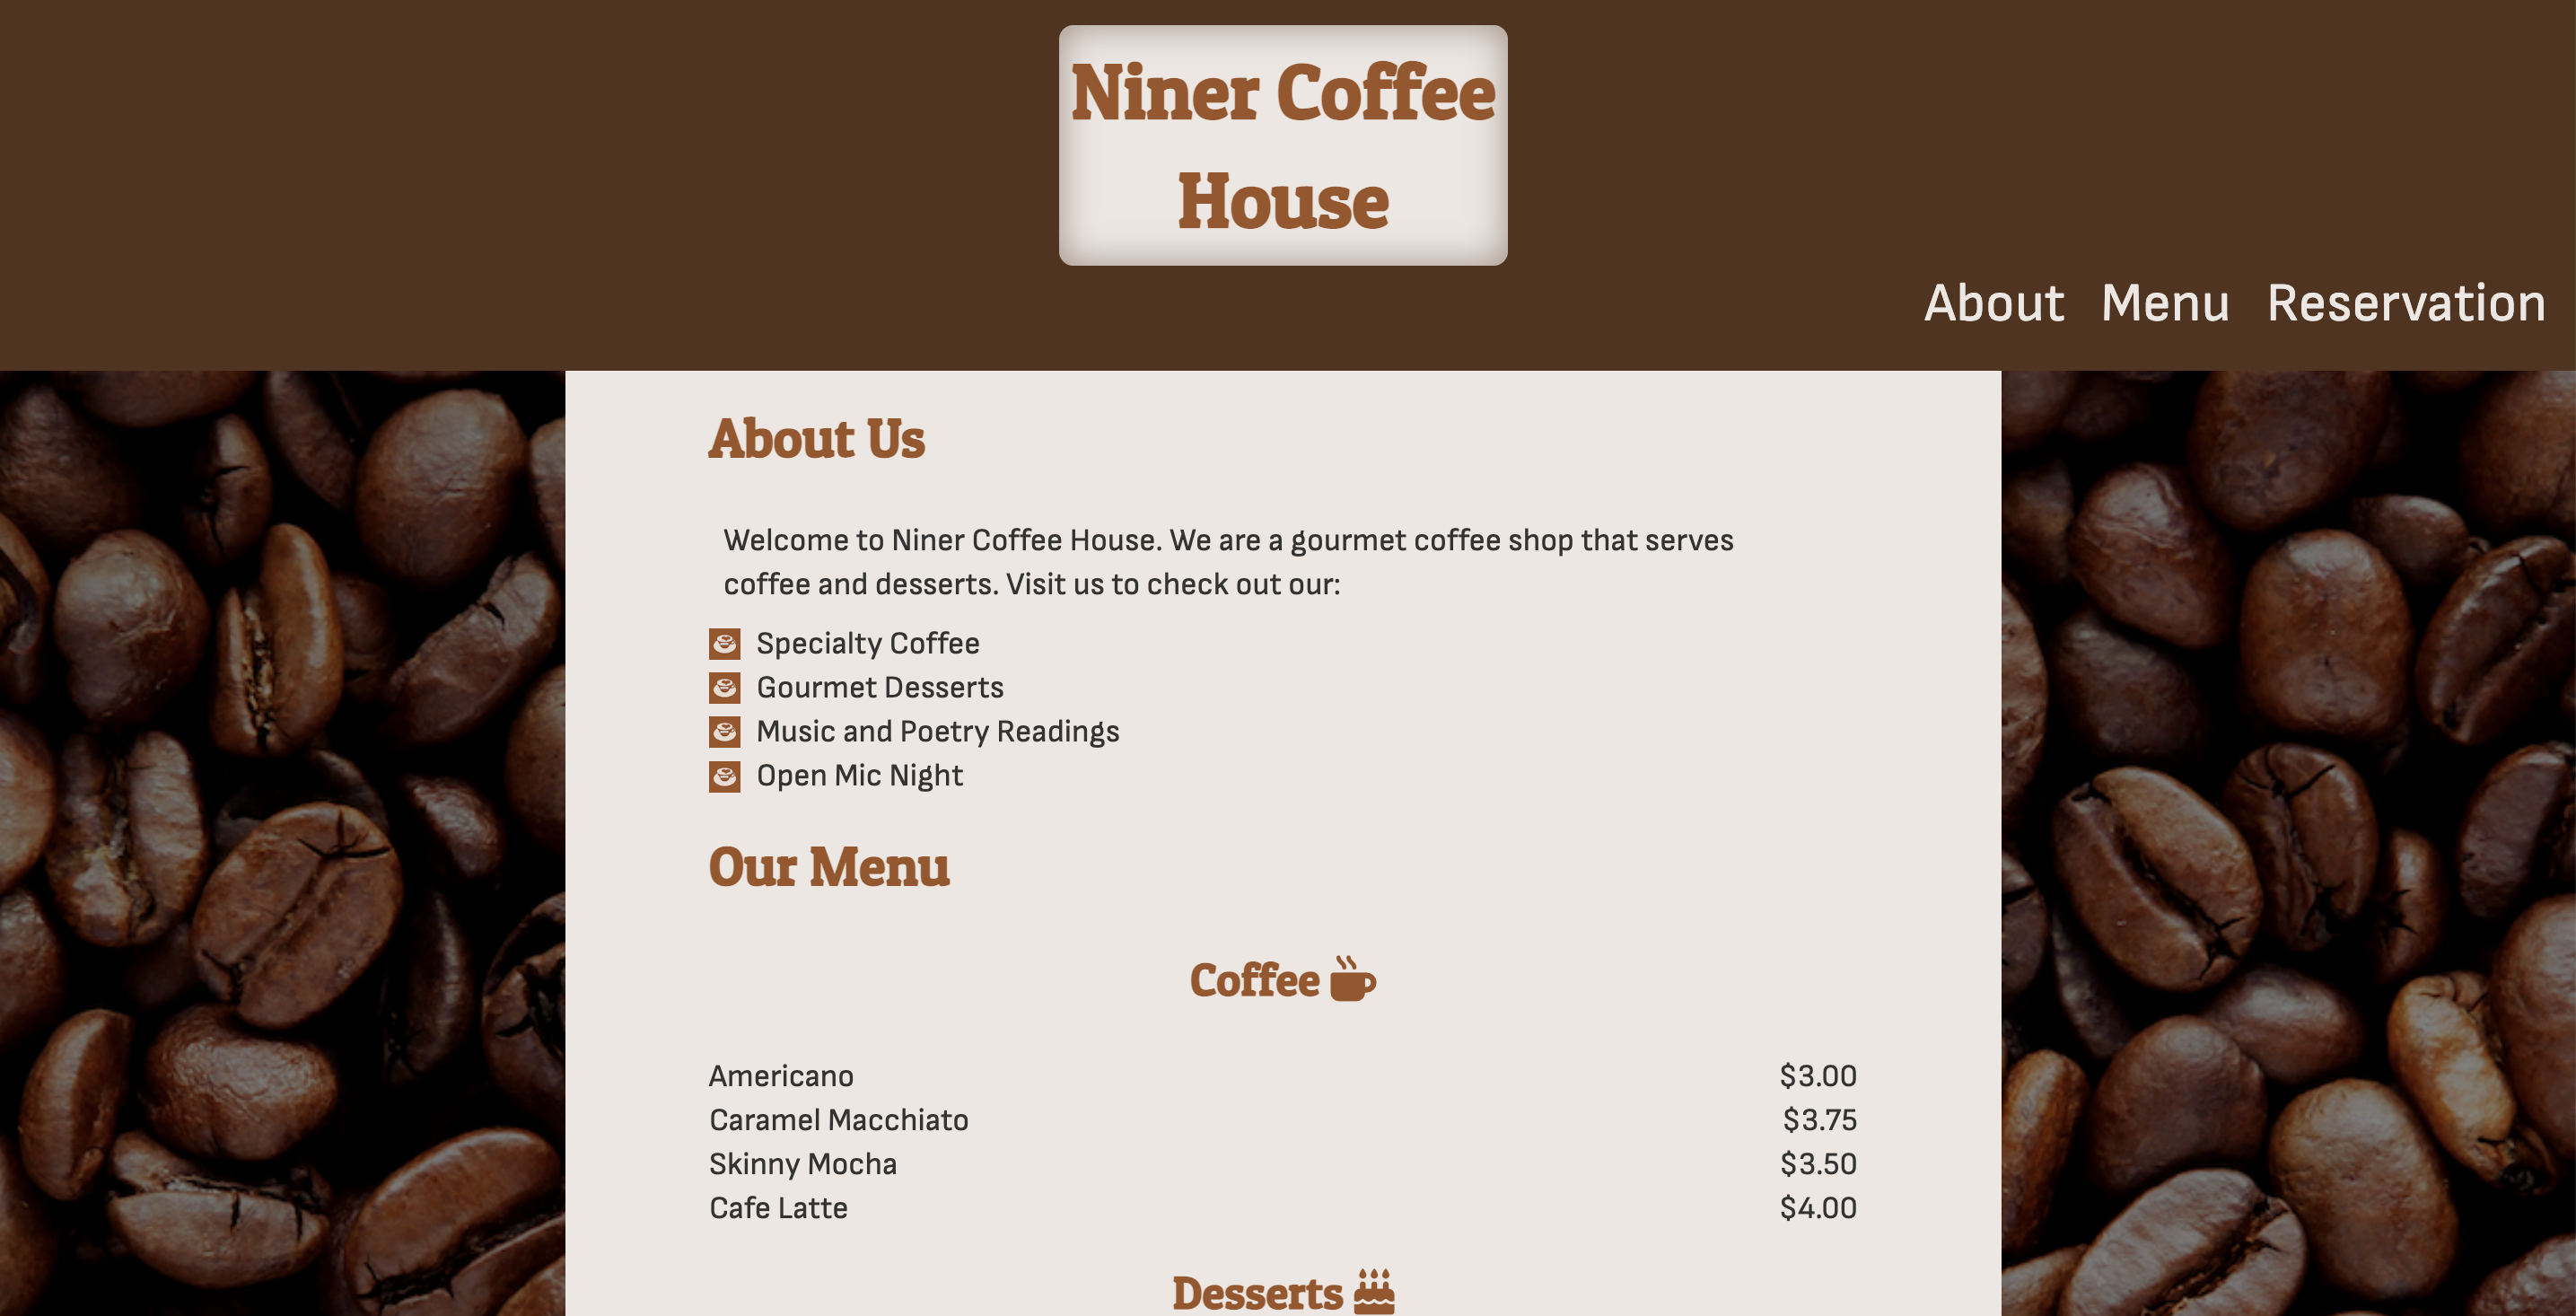 Niner Coffee
House
About Menu Reservation
About Us
Welcome to Niner Coffee House. We are a gourmet coffee shop that serves
coffee and desserts. Visit us to check out our:
Specialty Coffee
Gourmet Desserts
Music and Poetry Readings
Open Mic Night
Our Menu
Coffee
Americano $3.00
Caramel Macchiato $3.75
Skinny Mocha $3.50
Cafe Latte $4.00
Desserts